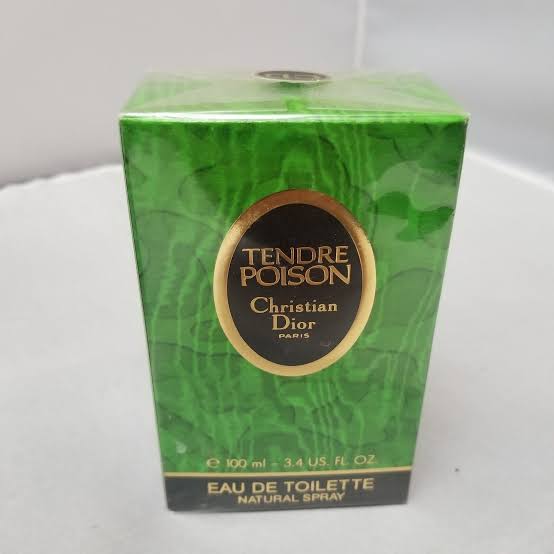 TENDRE
POISON
Christian
Dior
PARIS
e 100 ml - 3.4 US. FL. OZ.
EAU DE TOILETTE
NATURAL SPRAY